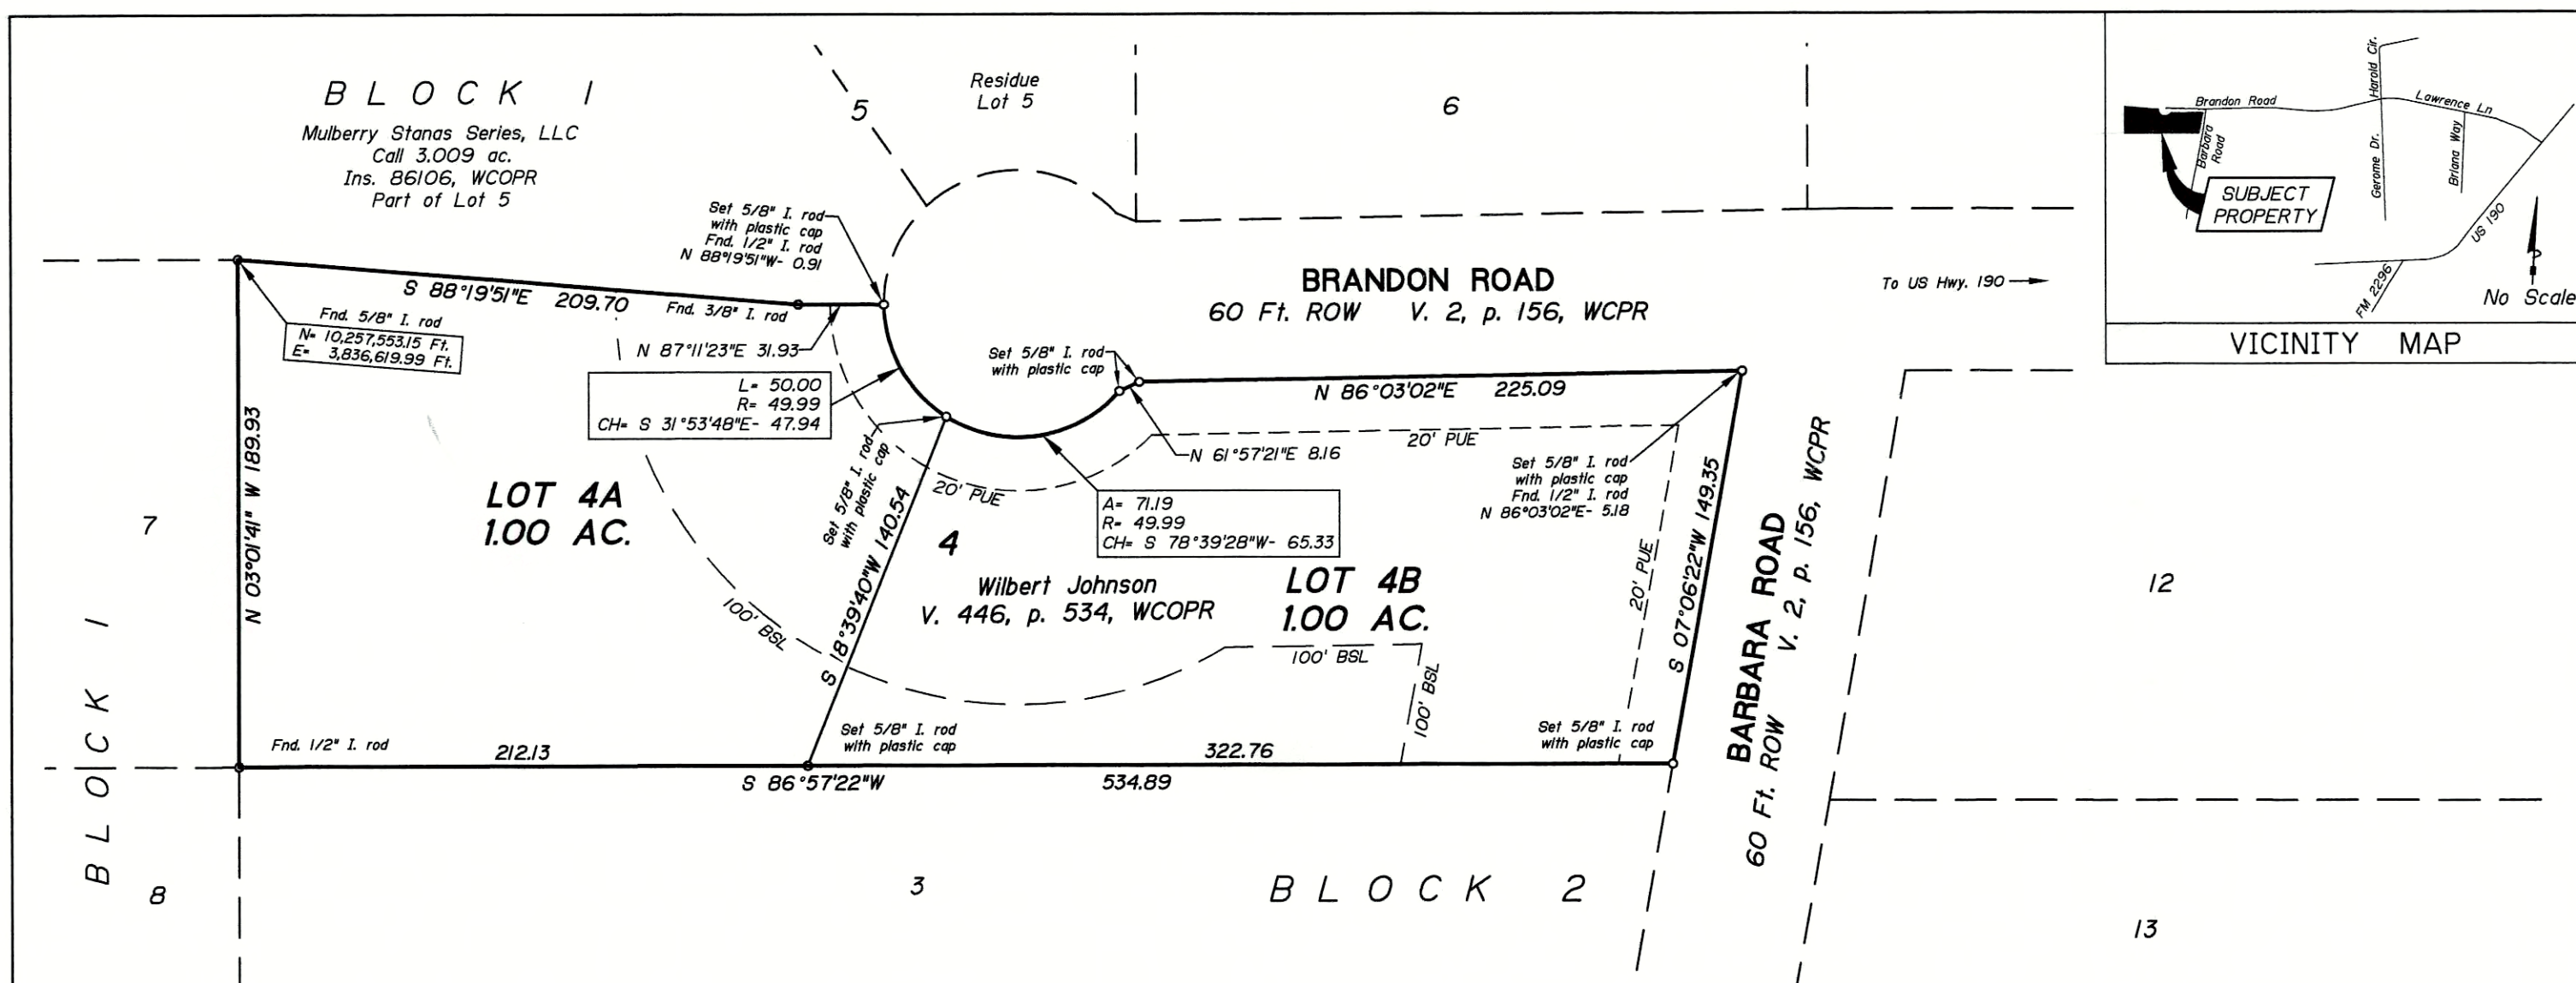 BLOCK 1
Mulberry Stanas Series, LLC
Call 3.009 ac.
Ins. 86106, WCOPR
Part of Lot 5
5
Residue
Lot 5
6
Set 5/8" I. rod
with plastic cap
Fnd. 1/2" I. rod
N 88°19'51"W- 0.91
S 88°19'51"E 209.70
Fnd. 3/8" I. rod
Fnd. 5/8" I. rod
N= 10,257,553.15 Ft.
E= 3,836,619.99 Ft.
N 87°11'23"E 31.93
L= 50.00
R= 49.99
CH= S 31°53'48"E- 47.94
BRANDON ROAD
60 Ft. ROW V. 2, p. 156, WCPR
To US Hwy. 190
Set 5/8" I. rod
with plastic cap
N 86°03'02"E 225.09
20' PUE
N 61°57'21"E 8.16
Set 5/8" I. rod
with plastic cap
Fnd. 1/2" I. rod
N 86°03'02"E- 5.18
A= 71.19
R= 49.99
CH= S 78°39'28"W- 65.33
20' PUE
Set 5/8" I. rod
with plastic cap
S 18°39'40"W 140.54
N 03°01'41" W 189.93
LOT 4A
1.00 AC.
7
4
Wilbert Johnson
V. 446, p. 534, WCOPR
LOT 4B
1.00 AC.
20' PUE
S 07°06'22"W 149.35
BARBARA ROAD
60 Ft. ROW V. 2, p. 156, WCPR
12
100' BSL
100' BSL
100' BSL
Fnd. 1/2" I. rod
212.13
Set 5/8" I. rod
with plastic cap
322.76
Set 5/8" I. rod
with plastic cap
S 86°57'22"W 534.89
BLOCK 1
8
3
BLOCK 2
13
Brandon Road
Harold Cir.
Lawrence Ln
Barbara
Road
Gerome Dr.
Briana Way
US 190
FM 2296
SUBJECT
PROPERTY
No Scale
VICINITY MAP